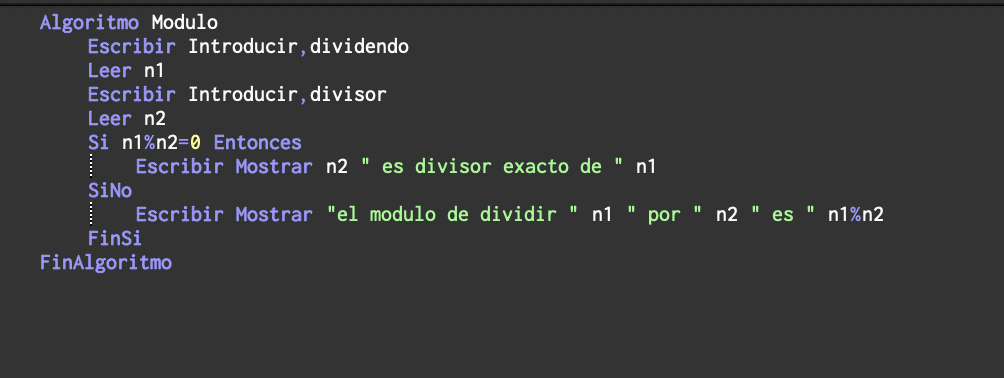 Algoritmo Modulo
Escribir Introducir,dividendo
Leer n1
Escribir Introducir,divisor
Leer n2
Si n1%n2=0 Entonces
Escribir Mostrar n2 " es divisor exacto de " n1
SiNo
Escribir Mostrar "el modulo de dividir " n1 " por " n2 " es " n1%n2
FinSi
FinAlgoritmo